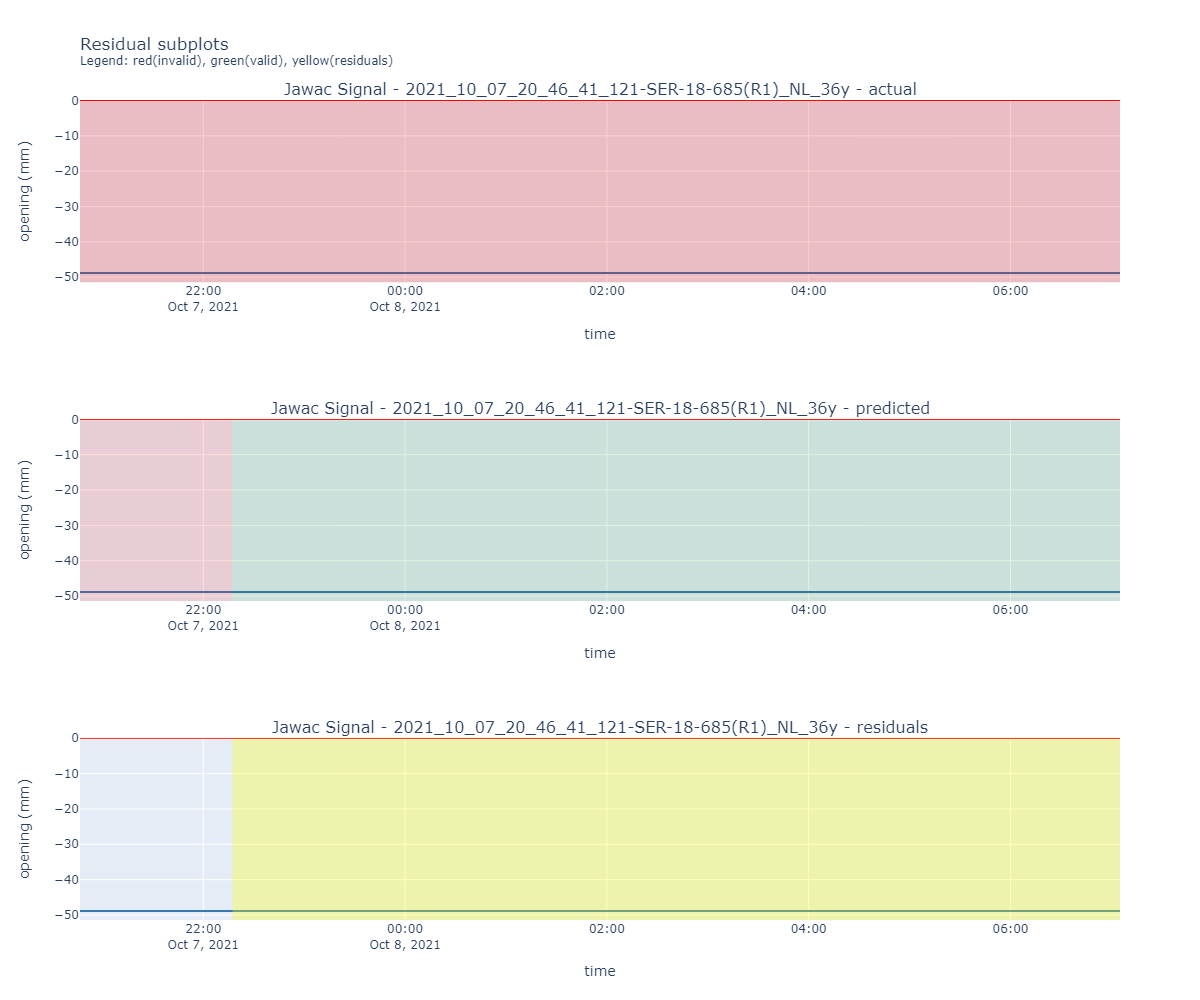 Residual subplots
Legend: red(invalid), green(valid), yellow(residuals)
Jawac Signal - 2021_10_07_20_46_41_121-SER-18-685(R1)_NL_36y - actual
0
−10
−20
−30
−40
−50
opening (mm)
22:00 00:00 02:00 04:00 06:00
Oct 7, 2021 Oct 8, 2021
time
Jawac Signal - 2021_10_07_20_46_41_121-SER-18-685(R1)_NL_36y - predicted
0
−10
−20
−30
−40
−50
opening (mm)
22:00 00:00 02:00 04:00 06:00
Oct 7, 2021 Oct 8, 2021
time
Jawac Signal - 2021_10_07_20_46_41_121-SER-18-685(R1)_NL_36y - residuals
0
−10
−20
−30
−40
−50
opening (mm)
22:00 00:00 02:00 04:00 06:00
Oct 7, 2021 Oct 8, 2021
time